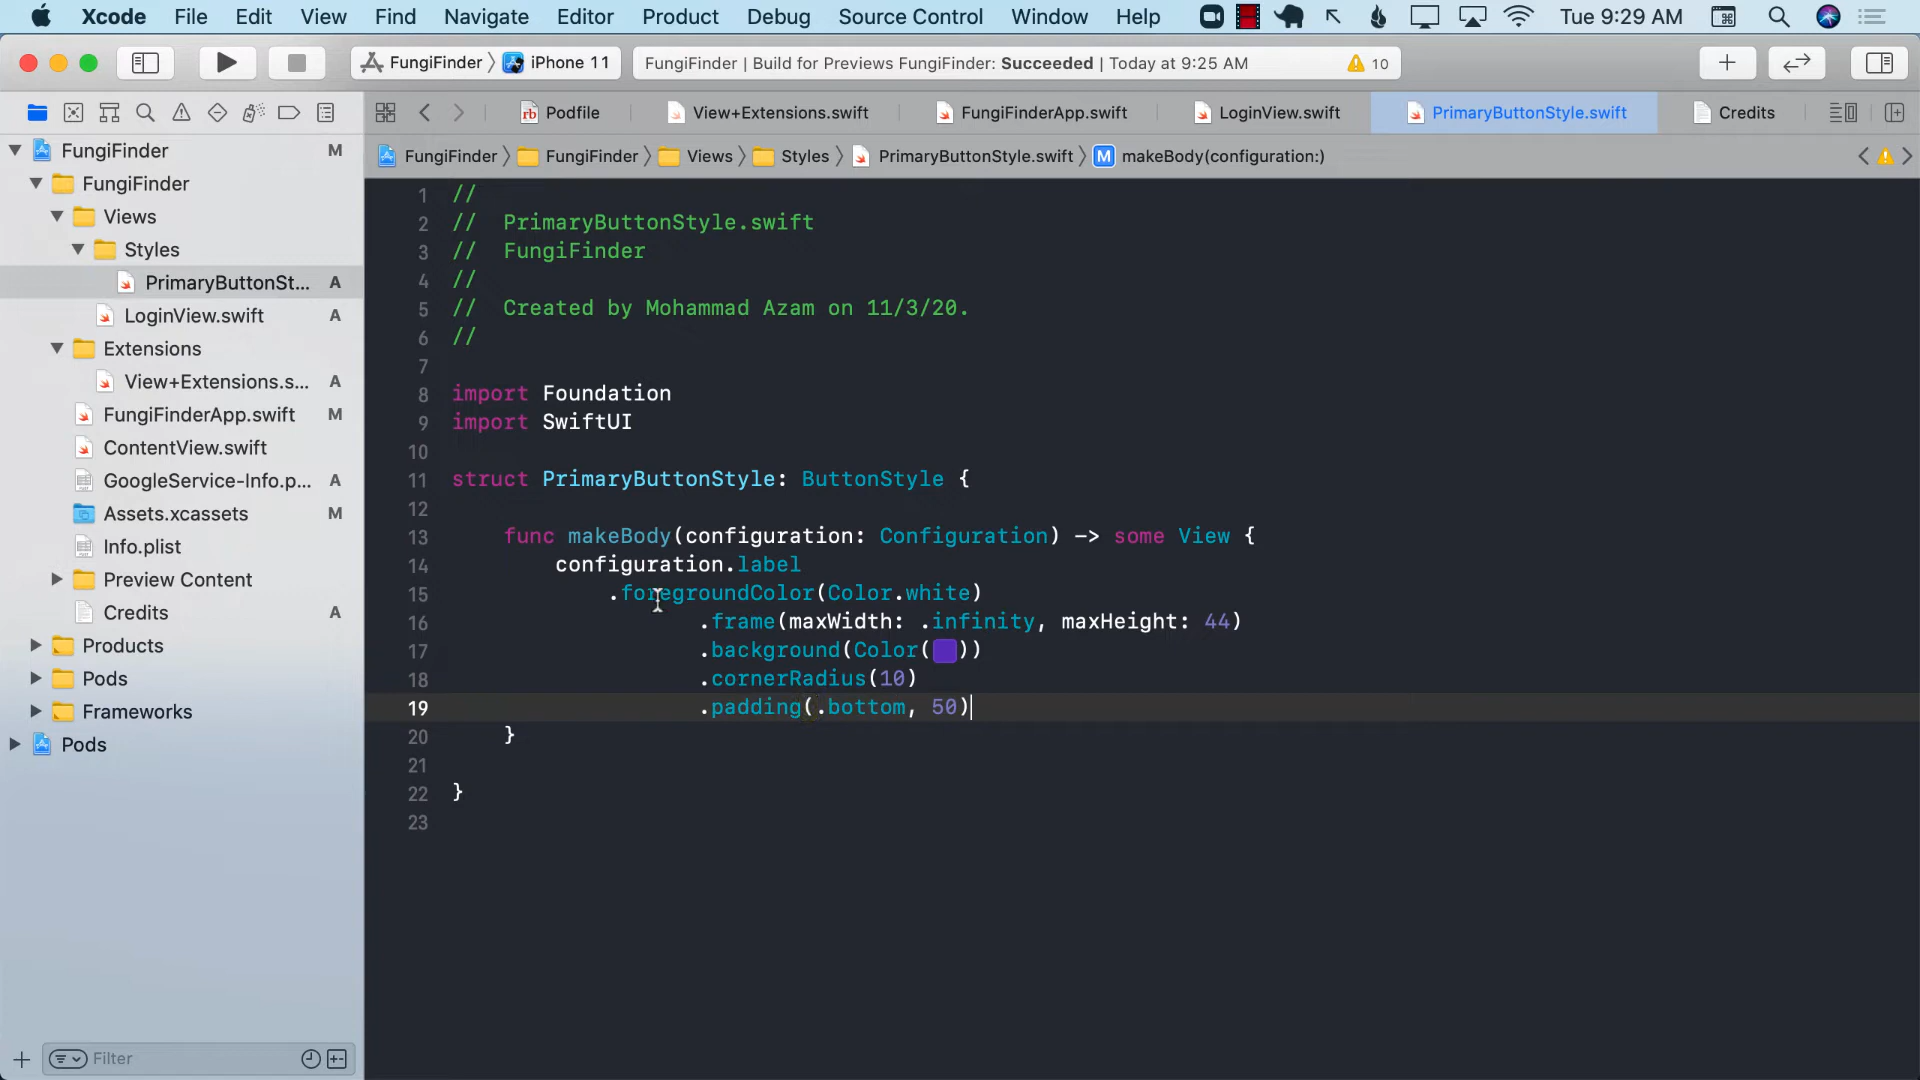 Xcode File Edit View Find Navigate Editor Product Debug Source Control Window Help Tue 9:29 AM
FungiFinder iPhone 11 FungiFinder | Build for Previews FungiFinder: Succeeded | Today at 9:25 AM 10
rb Podfile View+Extensions.swift FungiFinderApp.swift LoginView.swift PrimaryButtonStyle.swift Credits
FungiFinder FungiFinder Views Styles PrimaryButtonStyle.swift M makeBody(configuration:)
FungiFinder M
FungiFinder
Views
Styles
PrimaryButtonSt... A
LoginView.swift A
Extensions
View+Extensions.s... A
FungiFinderApp.swift M
ContentView.swift
GoogleService-Info.p... A
Assets.xcassets M
Info.plist
Preview Content
Credits
Products
Pods
Frameworks
Pods
Filter
1 //
2 //  PrimaryButtonStyle.swift
3 //  FungiFinder
4 //
5 //  Created by Mohammad Azam on 11/3/20.
6 //
7
8 import Foundation
9 import SwiftUI
10
11 struct PrimaryButtonStyle: ButtonStyle {
12
13     func makeBody(configuration: Configuration) -> some View {
14         configuration.label
15             .foregroundColor(Color.white)
16                    .frame(maxWidth: .infinity, maxHeight: 44)
17                    .background(Color())
18                    .cornerRadius(10)
19                    .padding(.bottom, 50)
20     }
21
22 }
23